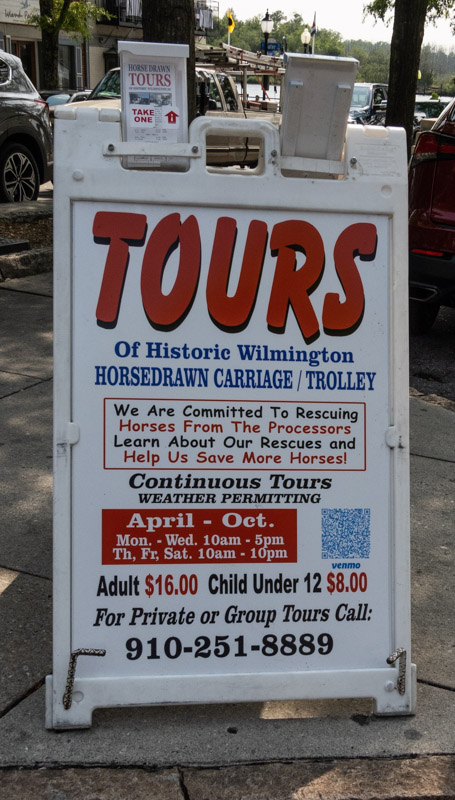 HORSE DRAWN
TOURS
TAKE
ONE
TOURS
Of Historic Wilmington
HORSEDRAWN CARRIAGE / TROLLEY
We Are Committed To Rescuing
Horses From The Processors
Learn About Our Rescues and
Help Us Save More Horses!
Continuous Tours
WEATHER PERMITTING
April - Oct.
Mon. - Wed. 10am - 5pm
Th, Fr, Sat. 10am - 10pm
venmo
Adult $16.00 Child Under 12 $8.00
For Private or Group Tours Call:
910-251-8889